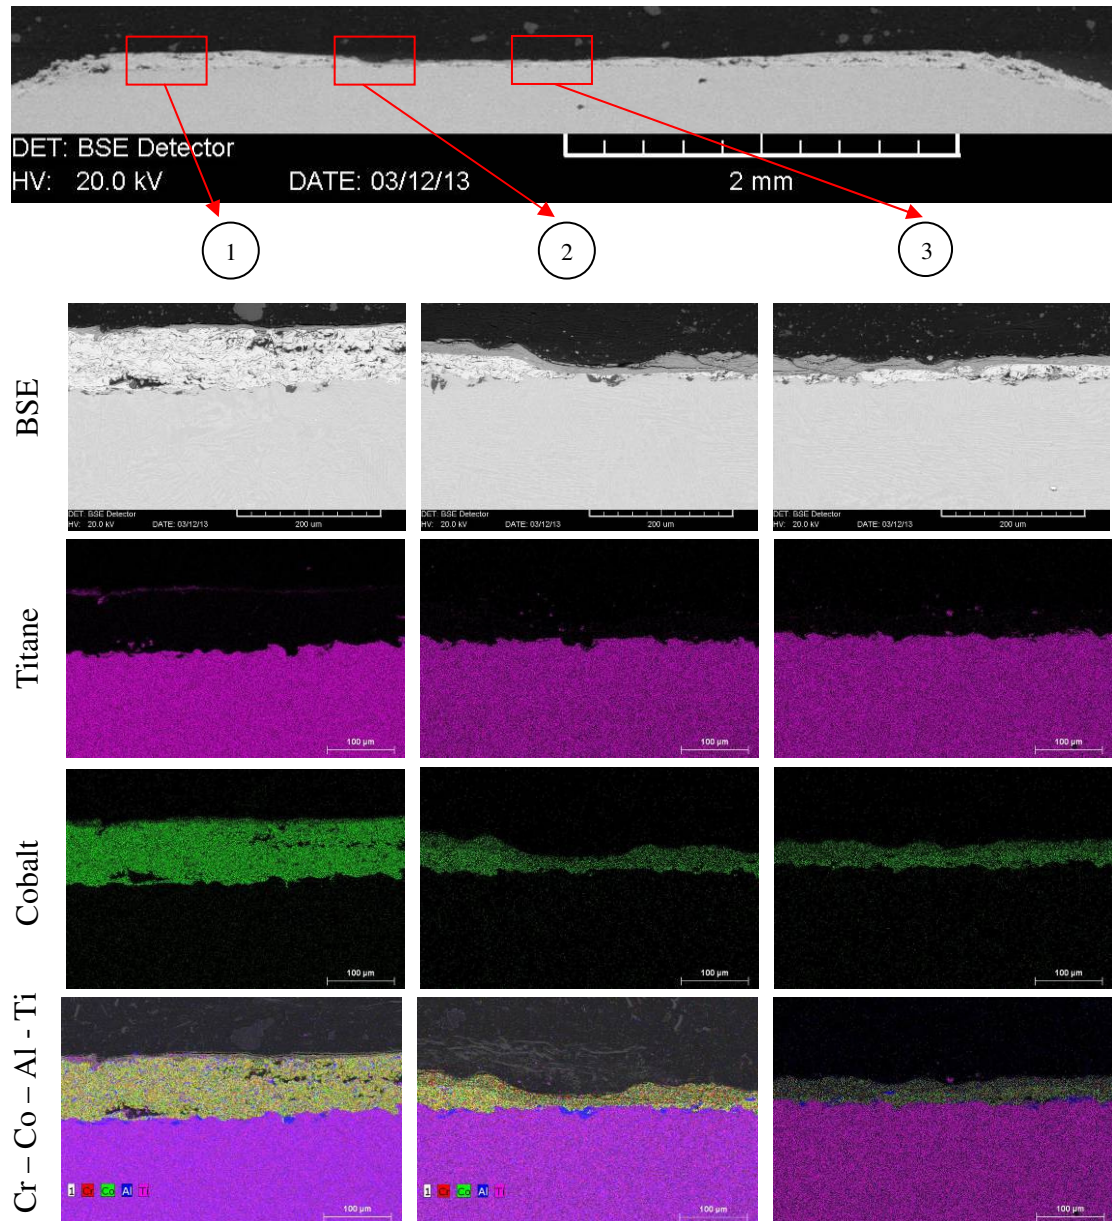 DET: BSE Detector
HV: 20.0 kV DATE: 03/12/13 2 mm
1 2 3
BSE
DET: BSE Detector
HV: 20.0 kV DATE: 03/12/13 200 um
DET: BSE Detector
HV: 20.0 kV DATE: 03/12/13 200 um
DET: BSE Detector
HV: 20.0 kV DATE: 03/12/13 200 um
Titane
100 µm
100 µm
100 µm
Cobalt
100 µm
100 µm
100 µm
Cr – Co – Al - Ti
1 Cr Co Al Ti
100 µm
1 Cr Co Al Ti
100 µm
100 µm